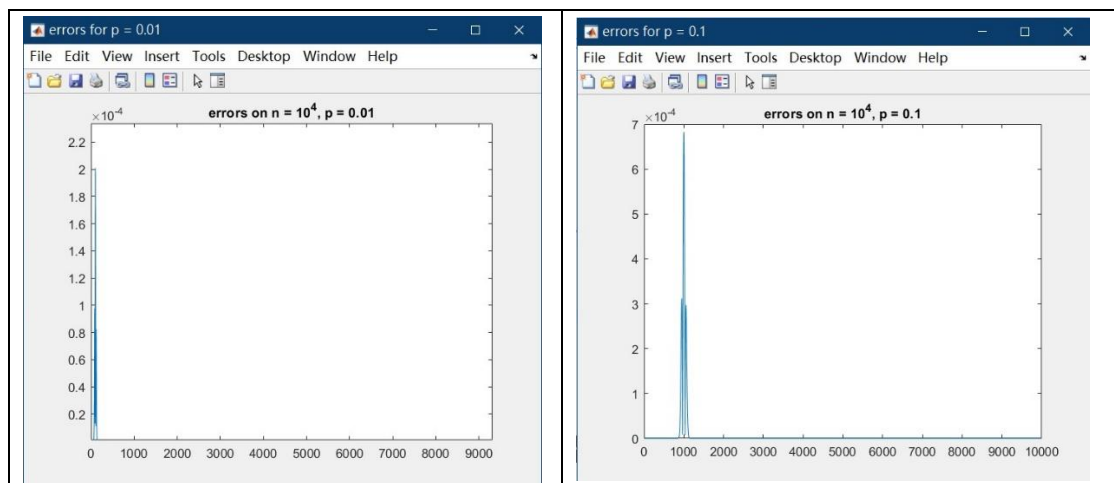 errors for p = 0.01
File Edit View Insert Tools Desktop Window Help
×10⁻⁴
errors on n = 10⁴, p = 0.01
2.2
2
1.8
1.6
1.4
1.2
1
0.8
0.6
0.4
0.2
0 1000 2000 3000 4000 5000 6000 7000 8000 9000
errors for p = 0.1
File Edit View Insert Tools Desktop Window Help
×10⁻⁴
errors on n = 10⁴, p = 0.1
7
6
5
4
3
2
1
0
0 1000 2000 3000 4000 5000 6000 7000 8000 9000 10000